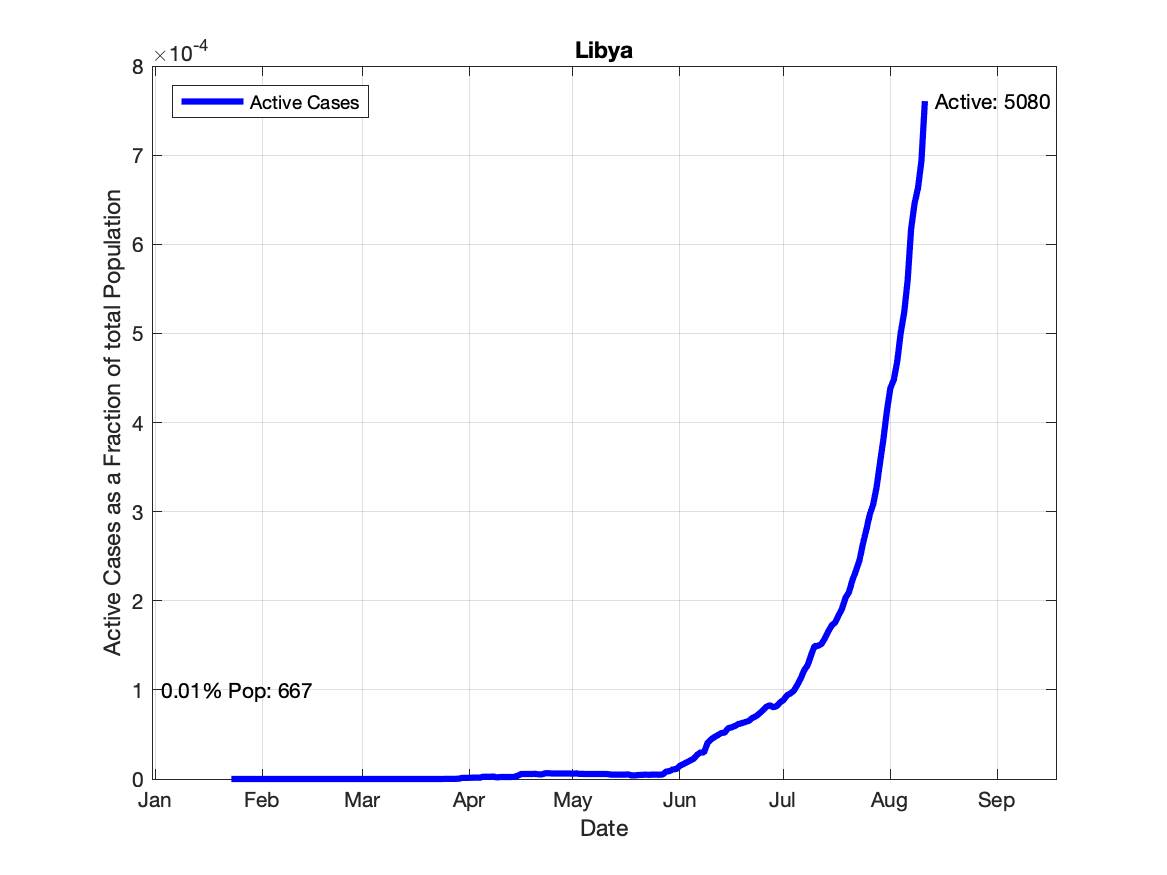 Libya
×10-4
8
7
6
5
4
3
2
1
0
Active Cases as a Fraction of total Population
Active Cases
Active: 5080
0.01% Pop: 667
Jan Feb Mar Apr May Jun Jul Aug Sep
Date